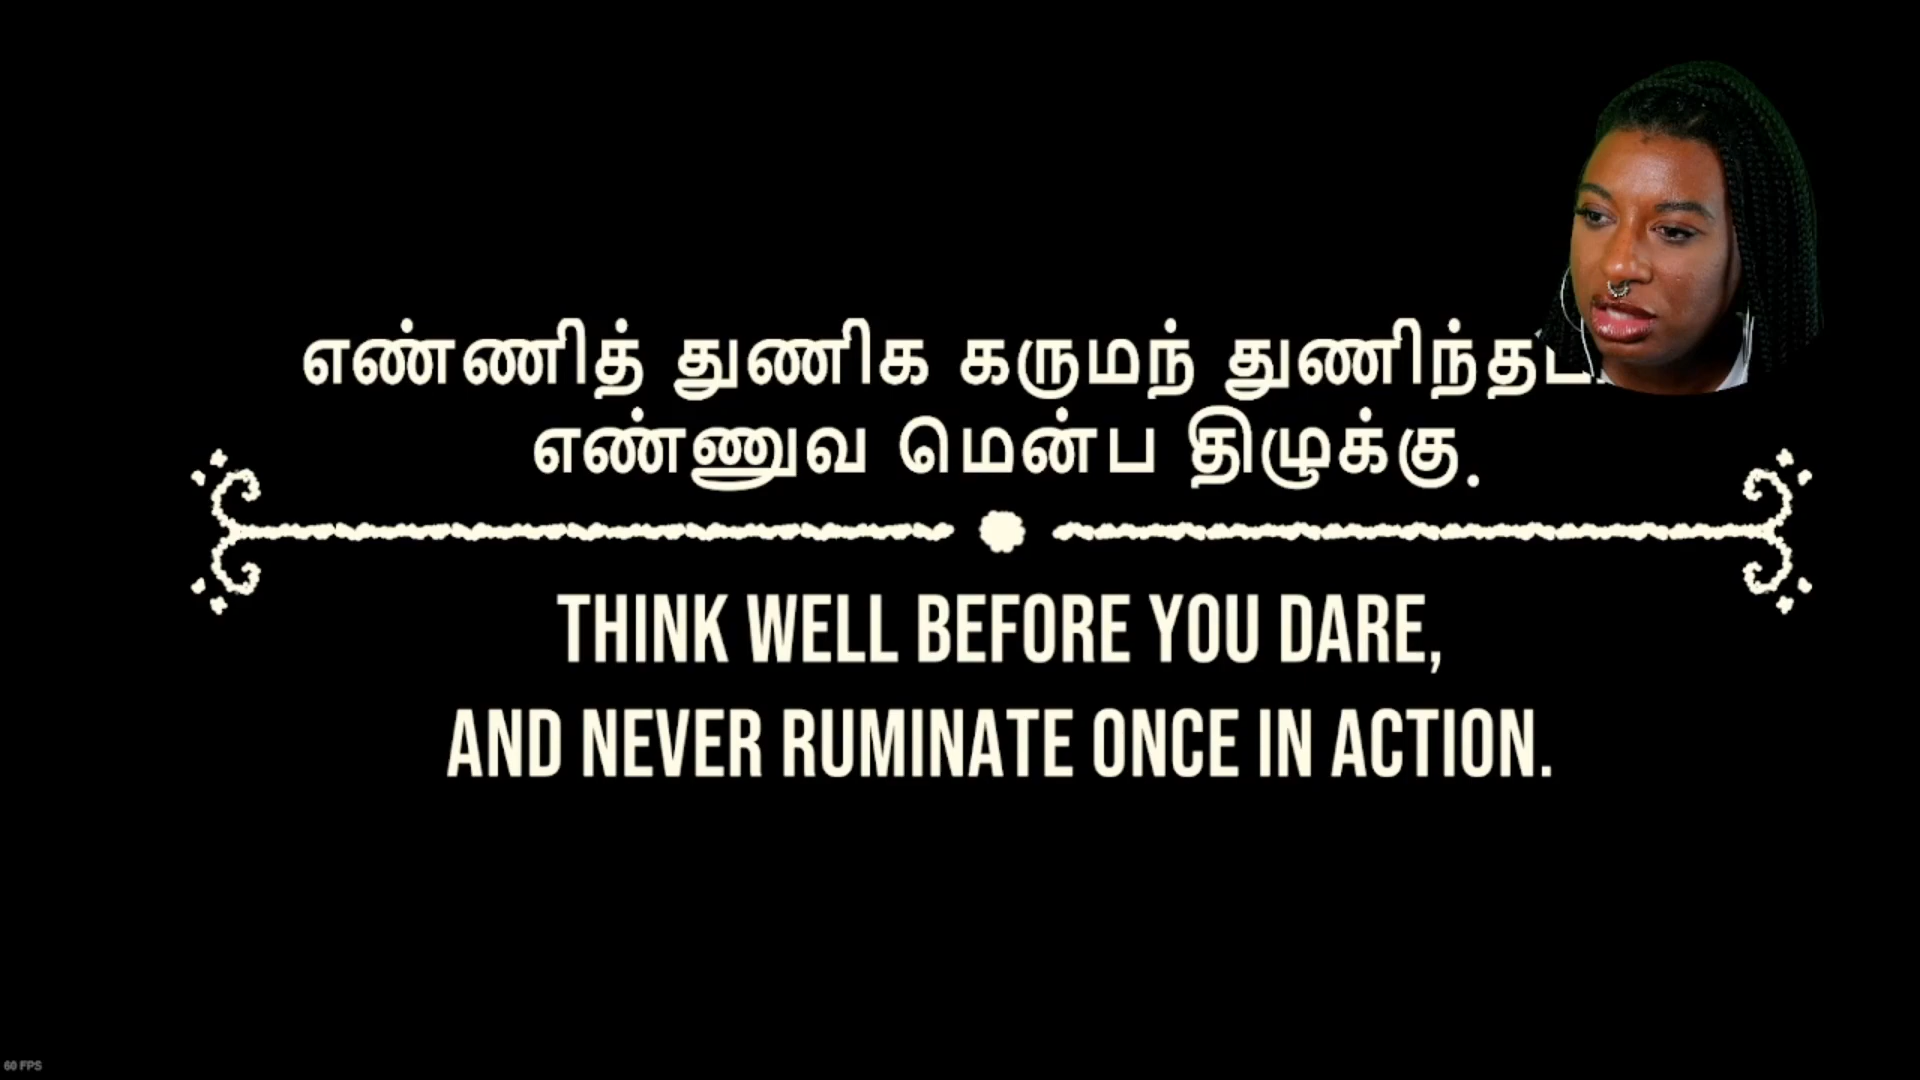 எண்ணித் துணிக கருமந்
எண்ணுவ மென்ப திழுக்கு.
THINK WELL BEFORE YOU DARE,
AND NEVER RUMINATE ONCE IN ACTION.
60 FPS